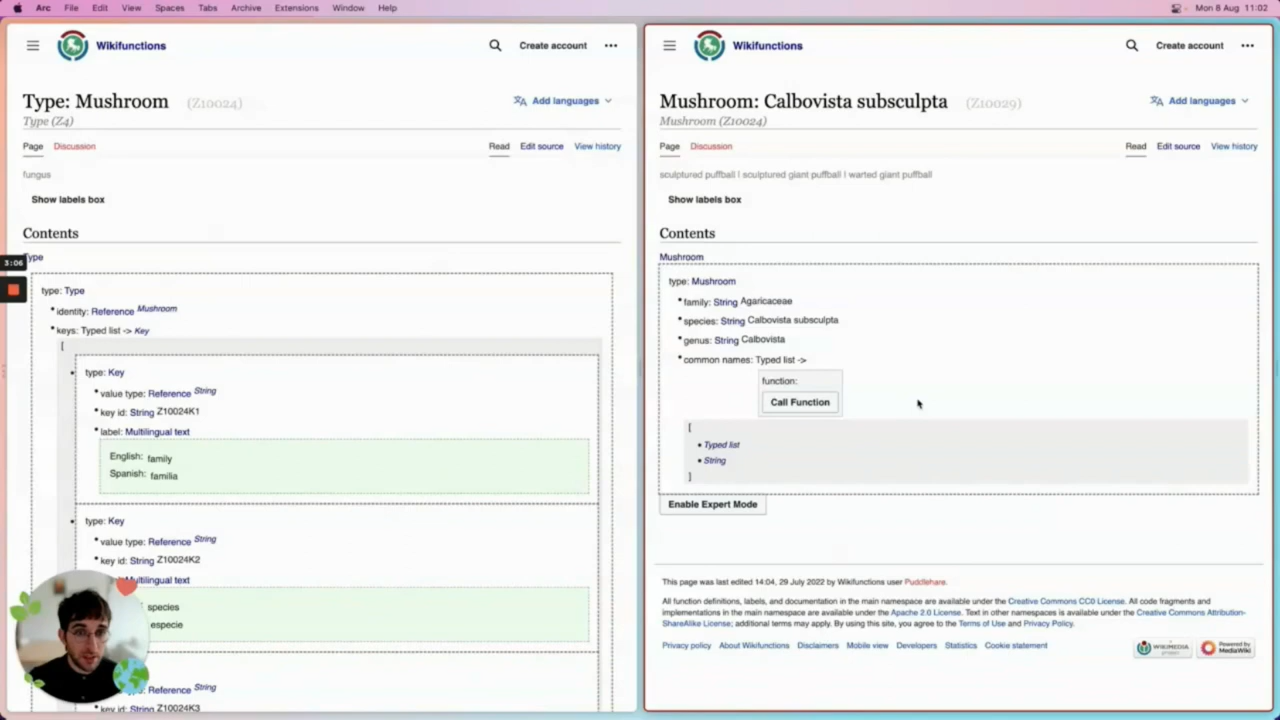 Arc File Edit View Spaces Tabs Archive Extensions Window Help Mon 8 Aug 11:02
Wikifunctions Create account
Type: Mushroom (Z10024) Add languages
Type (Z4)
Page Discussion Read Edit source View history
fungus
Show labels box
Contents
Type
3:06
type: Type
identity: Reference Mushroom
keys: Typed list -> Key
[
type: Key
value type: Reference String
key id: String Z10024K1
label: Multilingual text
English: family
Spanish: familia
type: Key
value type: Reference String
key id: String Z10024K2
Multilingual text
species
especie
Reference String
key id: String Z10024K3
Wikifunctions Create account
Mushroom: Calbovista subsculpta (Z10029) Add languages
Mushroom (Z10024)
Page Discussion Read Edit source View history
sculptured puffball | sculptured giant puffball | warted giant puffball
Show labels box
Contents
Mushroom
type: Mushroom
family: String Agaricaceae
species: String Calbovista subsculpta
genus: String Calbovista
common names: Typed list ->
function:
Call Function
[
Typed list
String
]
Enable Expert Mode
This page was last edited 14:04, 29 July 2022 by Wikifunctions user Puddlehare.
All function definitions, labels, and documentation in the main namespace are available under the Creative Commons CC0 License. All code fragments and
implementations in the main namespace are available under the Apache 2.0 License. Text in other namespaces is available under the Creative Commons Attribution-
ShareAlike License; additional terms may apply. By using this site, you agree to the Terms of Use and Privacy Policy.
Privacy policy About Wikifunctions Disclaimers Mobile view Developers Statistics Cookie statement
WIKIMEDIA
Powered by
MediaWiki